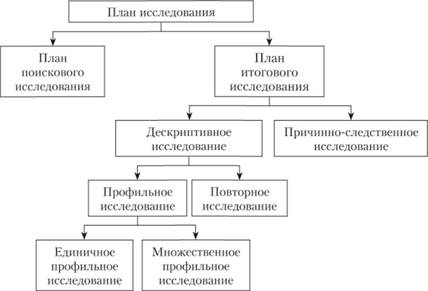 План исследования
План
поискового
исследования
План
итогового
исследования
Дескриптивное
исследование
Причинно-следственное
исследование
Профильное
исследование
Повторное
исследование
Единичное
профильное
исследование
Множественное
профильное
исследование